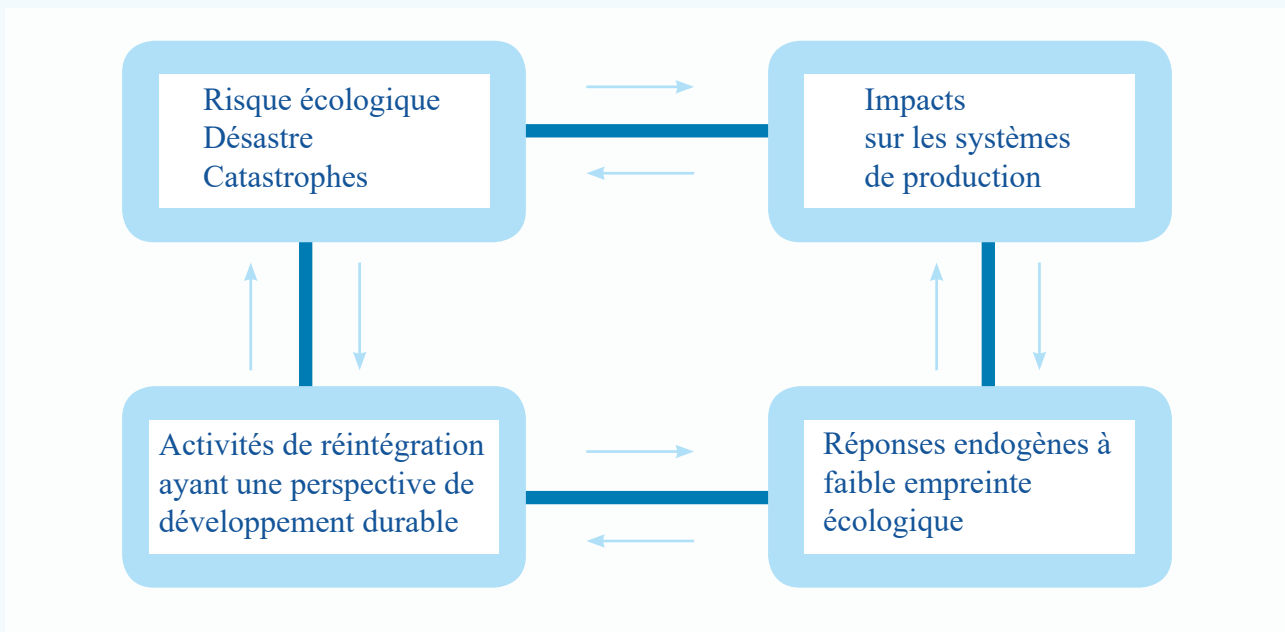 Risque écologique
Désastre
Catastrophes
Impacts
sur les systèmes
de production
Activités de réintégration
ayant une perspective de
développement durable
Réponses endogènes à
faible empreinte
écologique